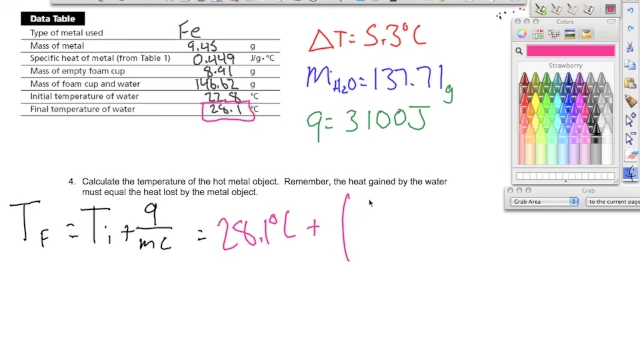 Data Table
Type of metal used Fe
Mass of metal 9.45 g
Specific heat of metal (from Table 1) 0.449 J/g·°C
Mass of empty foam cup 8.91 g
Mass of foam cup and water 146.62 g
Initial temperature of water 22.8 °C
Final temperature of water 28.1 °C
ΔT = 5.3°C
mH₂O = 137.71 g
q = 3100J
Colors
Strawberry
Grab
Grab Area
to the current page
4. Calculate the temperature of the hot metal object. Remember, the heat gained by the water
must equal the heat lost by the metal object.
TF = Ti + q/mc = 28.1°C + (